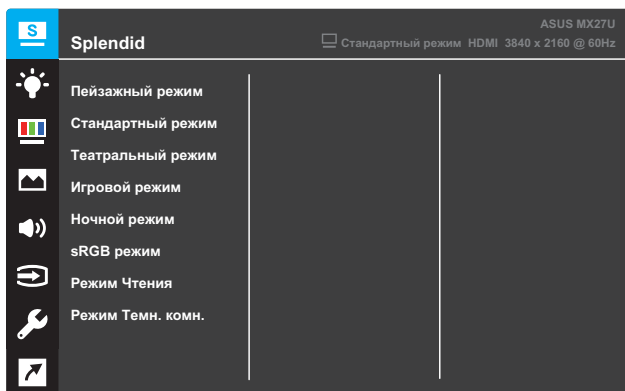 S
ASUS MX27U
Splendid
Стандартный режим HDMI 3840 x 2160 @ 60Hz
Пейзажный режим
Стандартный режим
Театральный режим
Игровой режим
Ночной режим
sRGB режим
Режим Чтения
Режим Темн. комн.